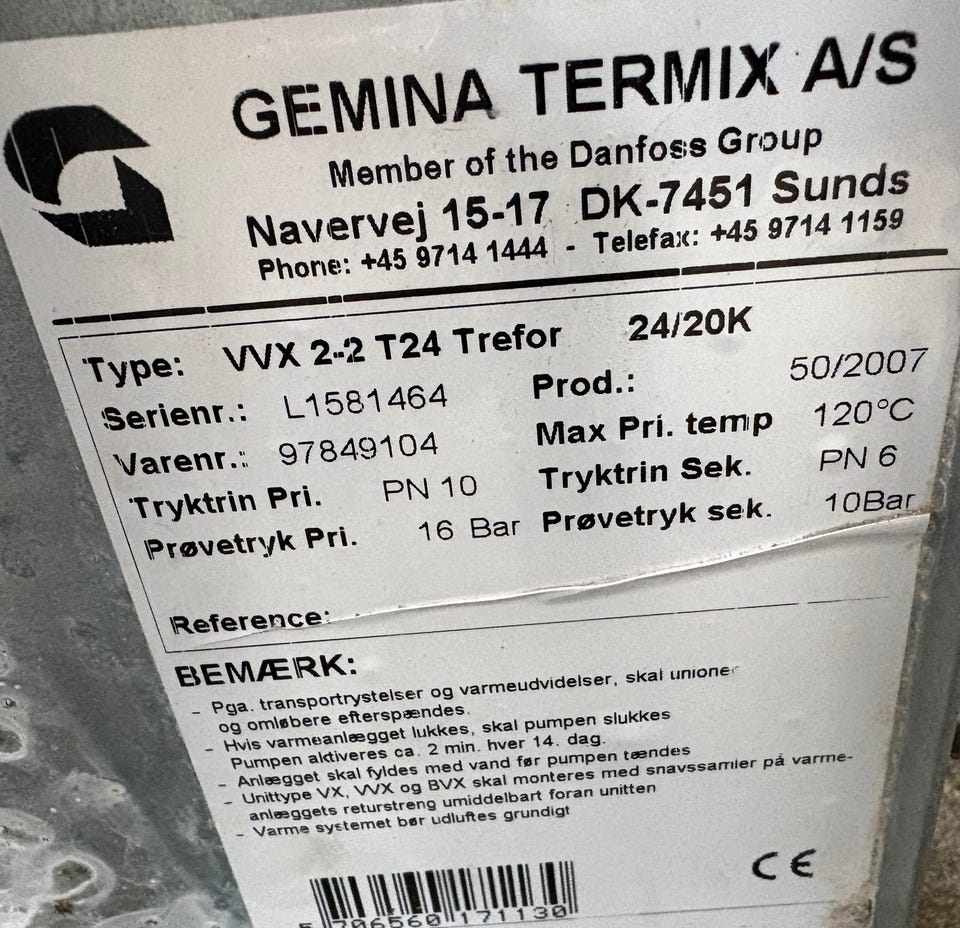 GEMINA TERMIX A/S
Member of the Danfoss Group
Navervej 15-17 DK-7451 Sunds
Phone: +45 9714 1444 - Telefax: +45 9714 1159
Type: VVX 2-2 T24 Trefor 24/20K
Serienr.: L1581464 Prod.: 50/2007
Varenr.: 97849104 Max Pri. temp 120°C
Tryktrin Pri. PN 10 Tryktrin Sek. PN 6
Prøvetryk Pri. 16 Bar Prøvetryk sek. 10Bar
Reference:
BEMÆRK:
- Pga. transportrystelser og varmeudvidelser, skal unioner
og omløbere efterspændes.
- Hvis varmeanlægget lukkes, skal pumpen slukkes
Pumpen aktiveres ca. 2 min. hver 14. dag.
- Anlægget skal fyldes med vand før pumpen tændes
- Unittype VX, VVX og BVX skal monteres med snavssamler på varme-
anlæggets returstreng umiddelbart foran unitten
- Varme systemet bør udluftes grundigt
CE
5 706560 171130